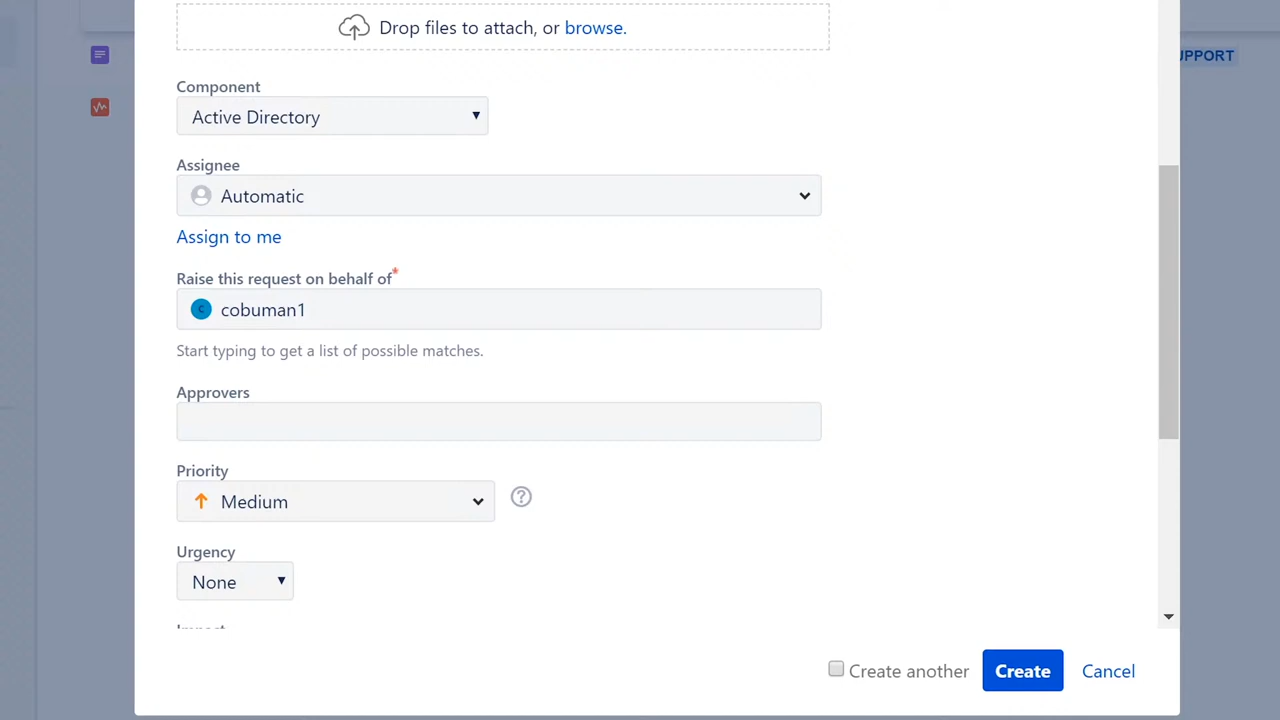 Drop files to attach, or browse.
UPPORT
Component
Active Directory
Assignee
Automatic
Assign to me
Raise this request on behalf of*
C cobuman1
Start typing to get a list of possible matches.
Approvers
Priority
Medium
Urgency
None
Impact
Create another
Create
Cancel